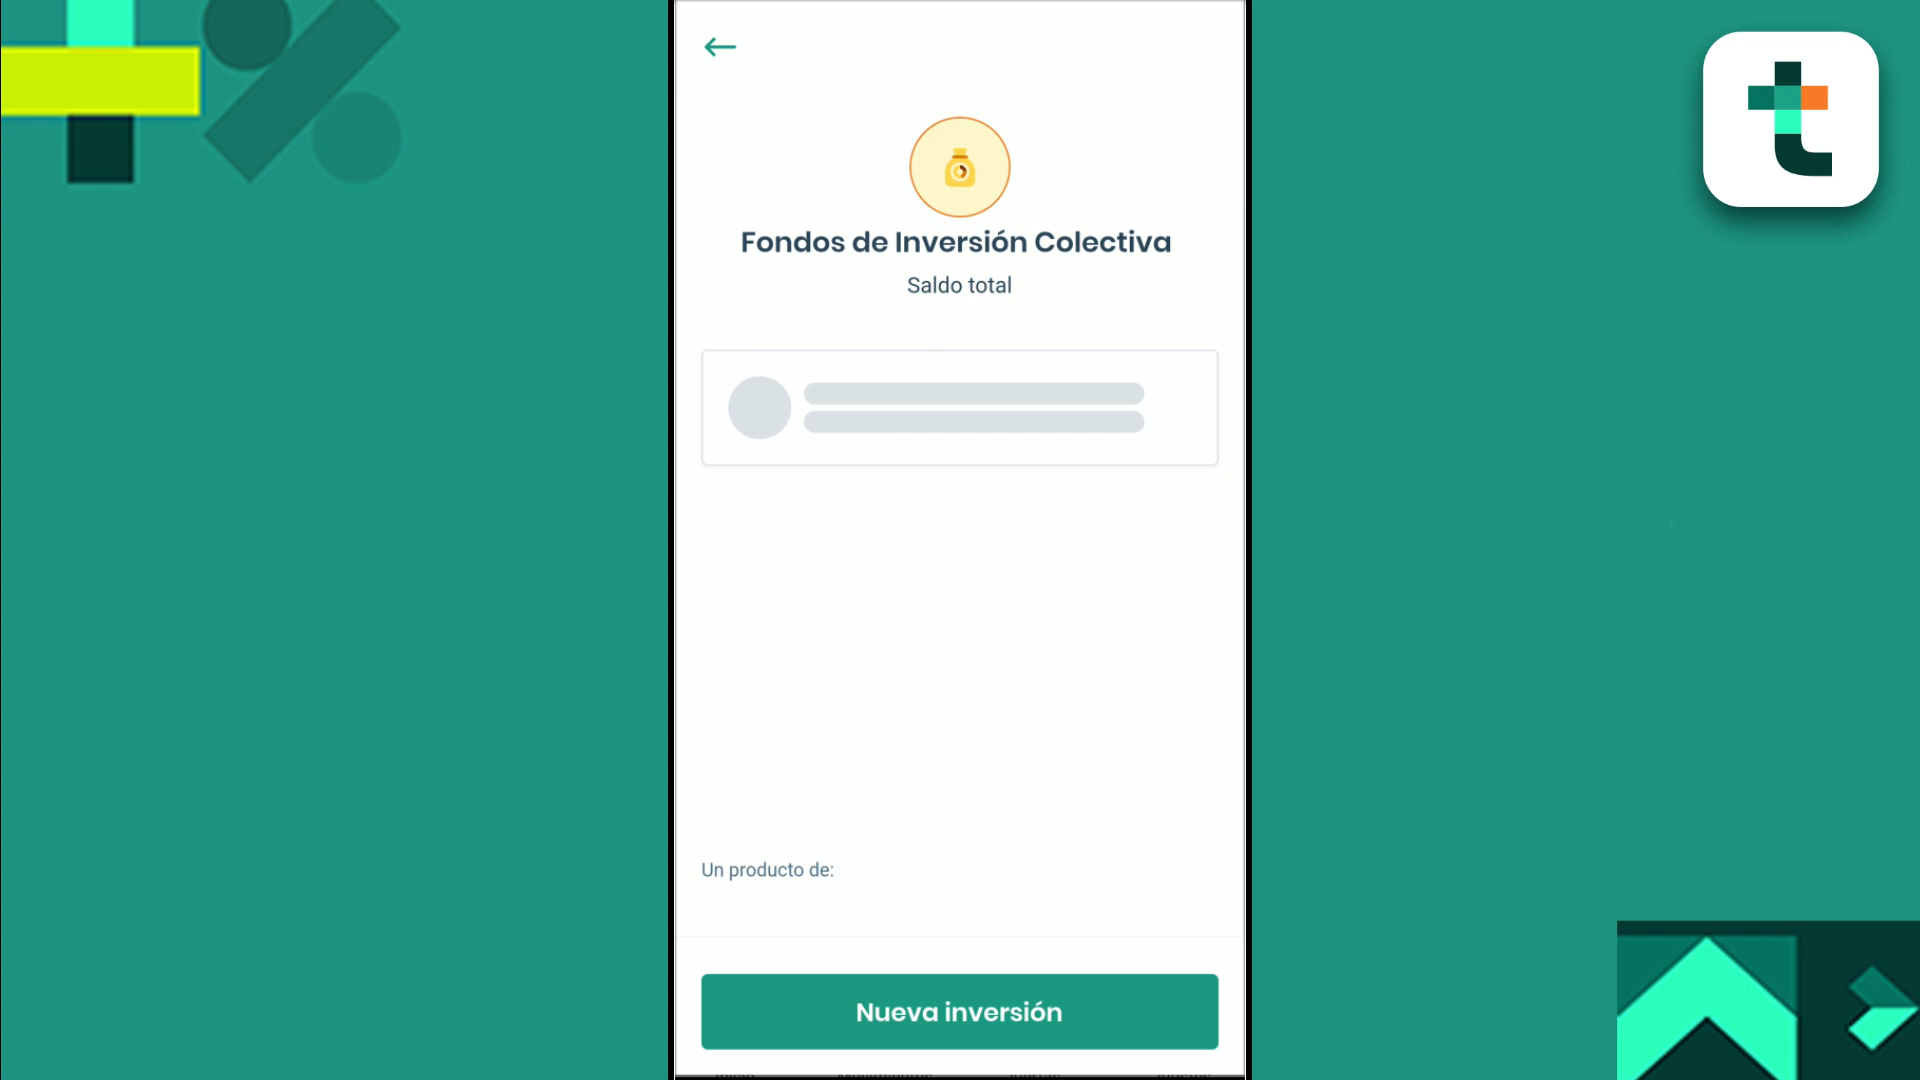 Fondos de Inversión Colectiva
Saldo total
Un producto de:
Nueva inversión